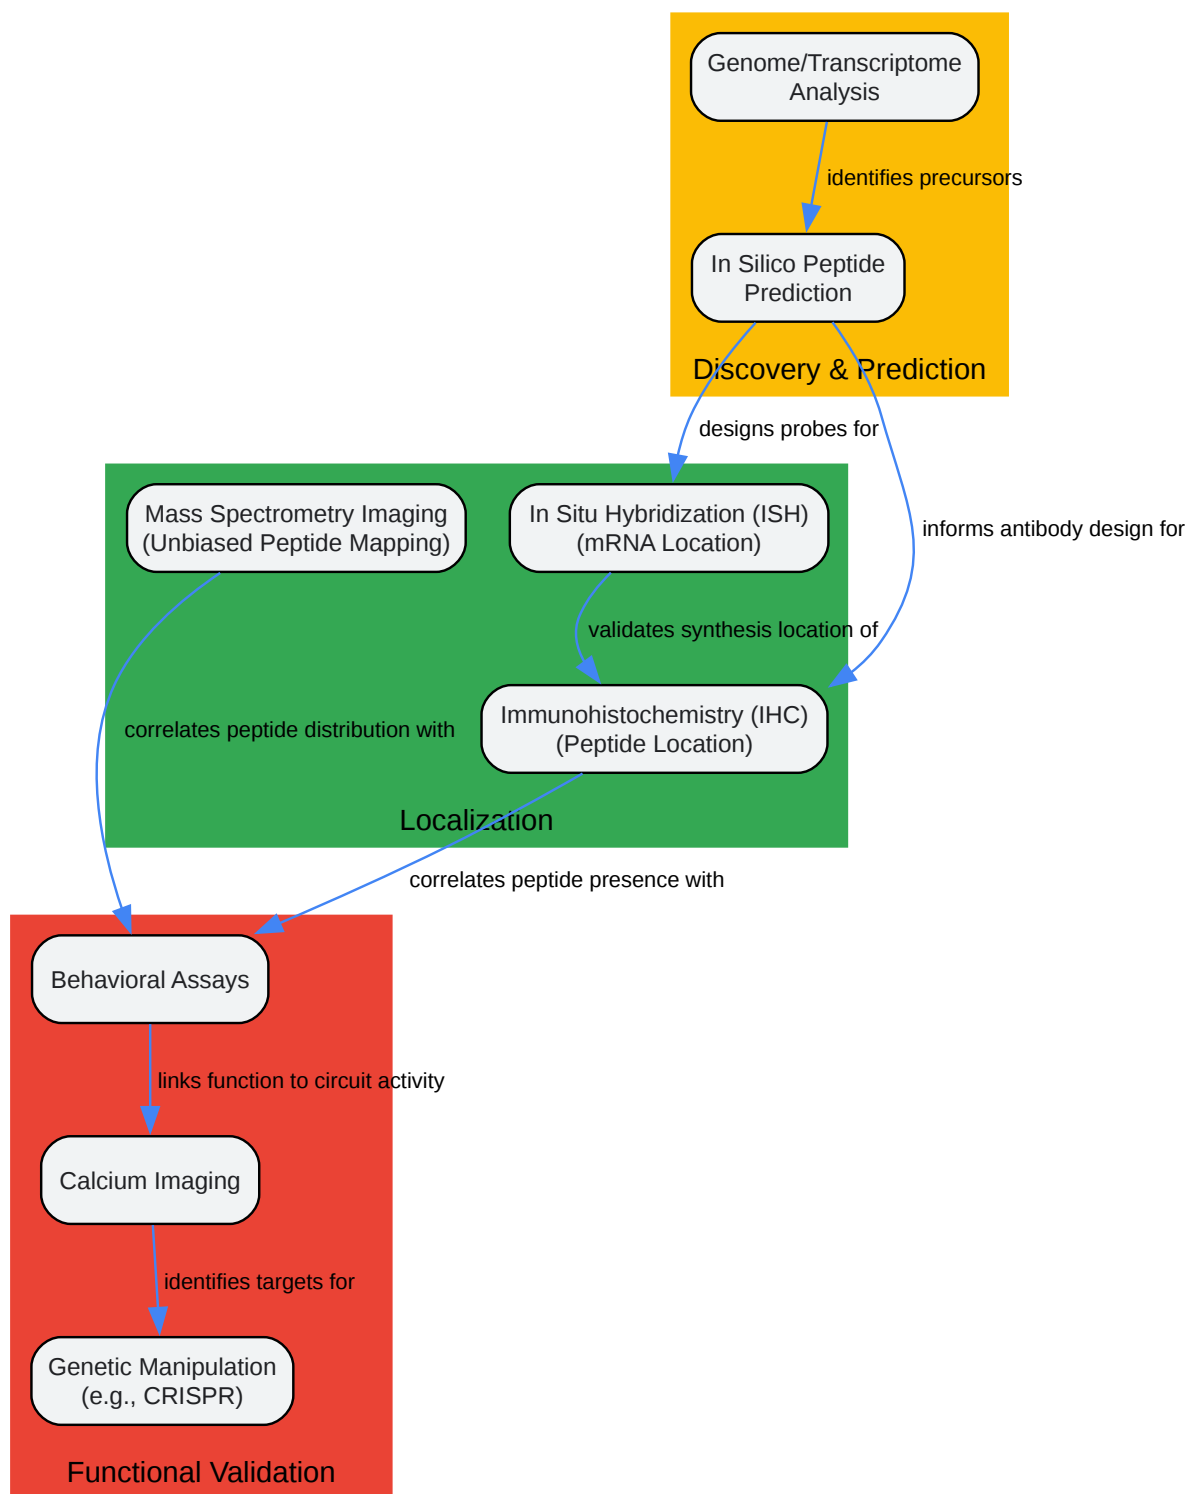 Genome/Transcriptome
Analysis
identifies precursors
In Silico Peptide
Prediction
Discovery & Prediction
designs probes for
informs antibody design for
Mass Spectrometry Imaging
(Unbiased Peptide Mapping)
In Situ Hybridization (ISH)
(mRNA Location)
validates synthesis location of
correlates peptide distribution with
Immunohistochemistry (IHC)
(Peptide Location)
Localization
correlates peptide presence with
Behavioral Assays
links function to circuit activity
Calcium Imaging
identifies targets for
Genetic Manipulation
(e.g., CRISPR)
Functional Validation